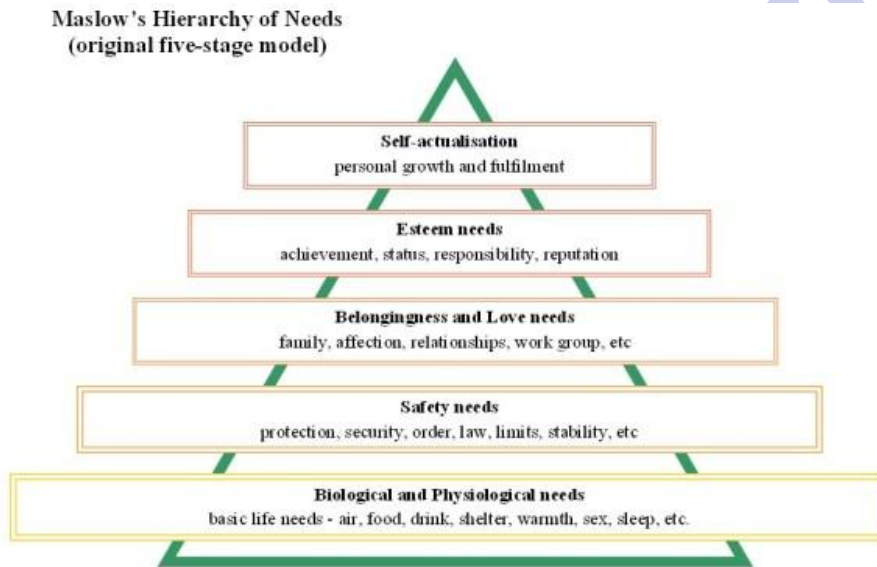 Maslow's Hierarchy of Needs
(original five-stage model)
Self-actualisation
personal growth and fulfilment
Esteem needs
achievement, status, responsibility, reputation
Belongingness and Love needs
family, affection, relationships, work group, etc
Safety needs
protection, security, order, law, limits, stability, etc
Biological and Physiological needs
basic life needs - air, food, drink, shelter, warmth, sex, sleep, etc.